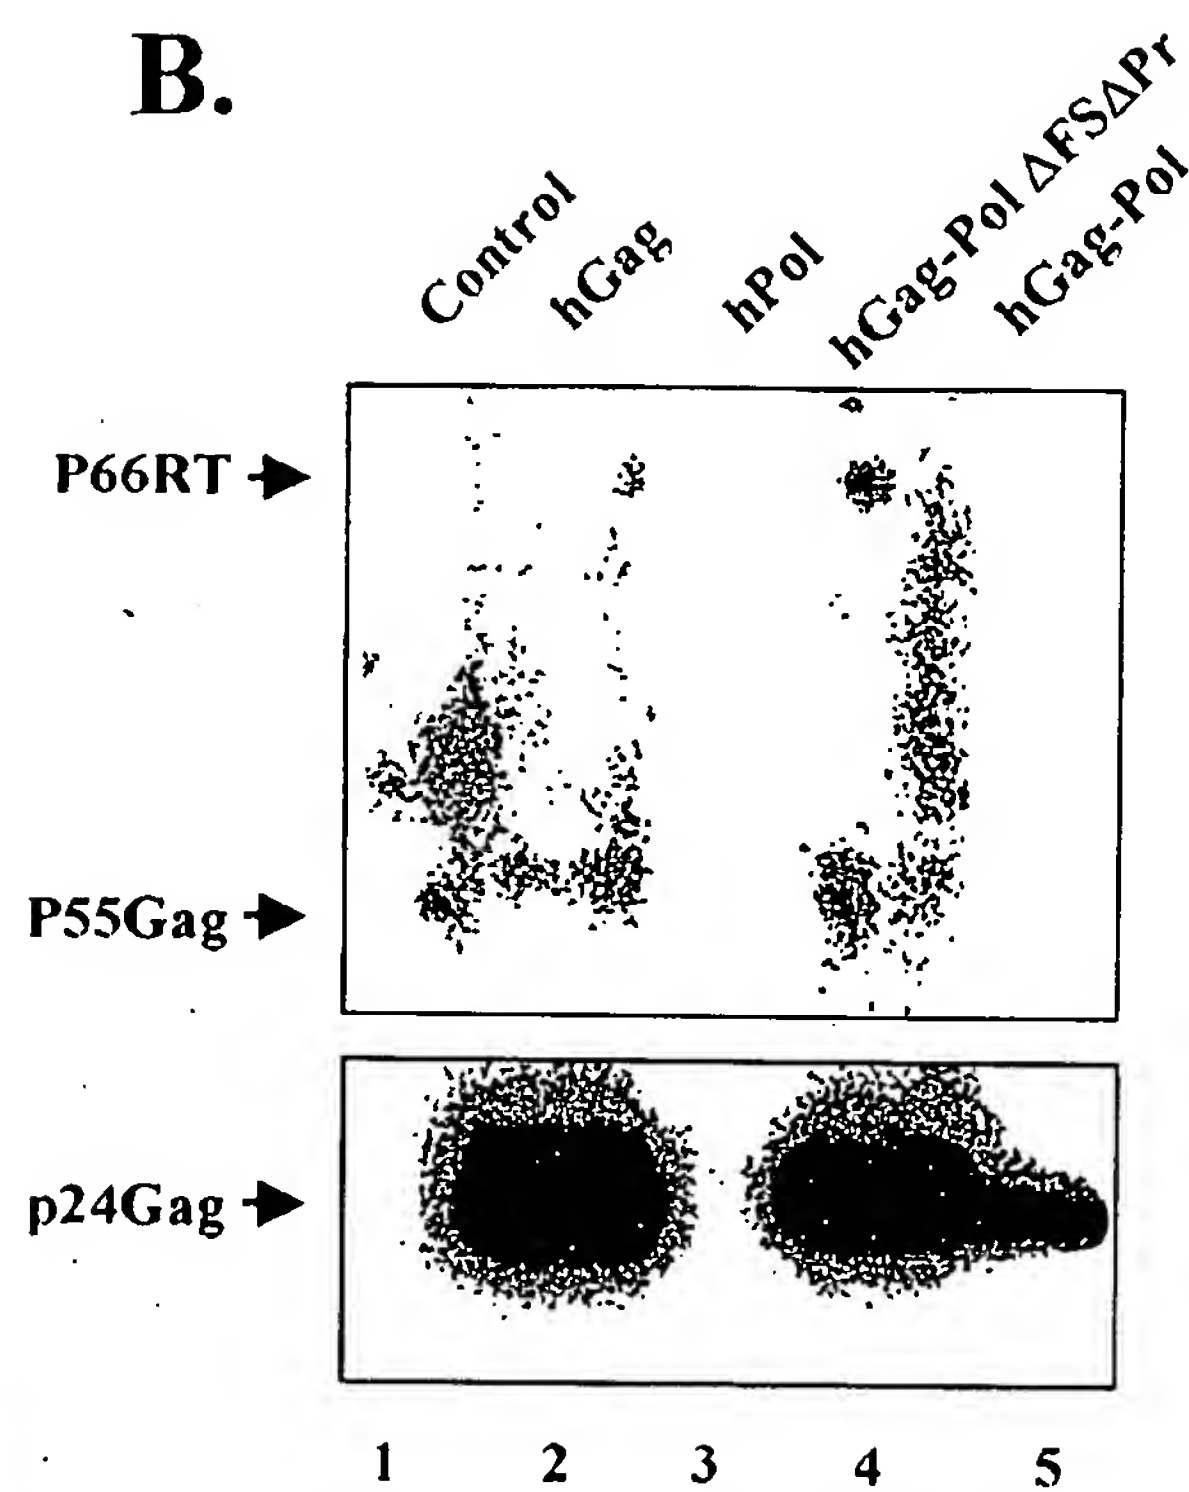 B.
Control
hGag
hPol
hGag-Pol ΔFSΔPr
hGag-Pol
P66RT
P55Gag
p24Gag
1 2 3 4 5